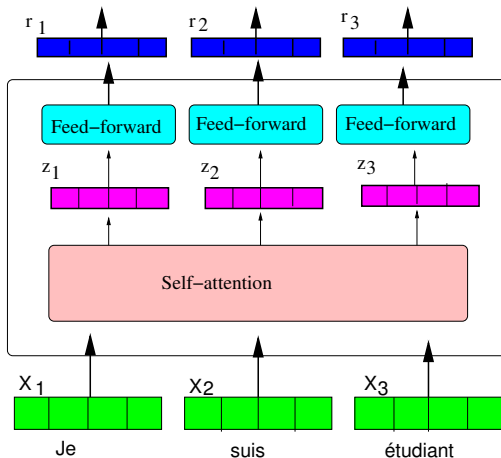 r1 r2 r3
Feed-forward Feed-forward Feed-forward
z1 z2 z3
Self-attention
X1 X2 X3
Je suis étudiant